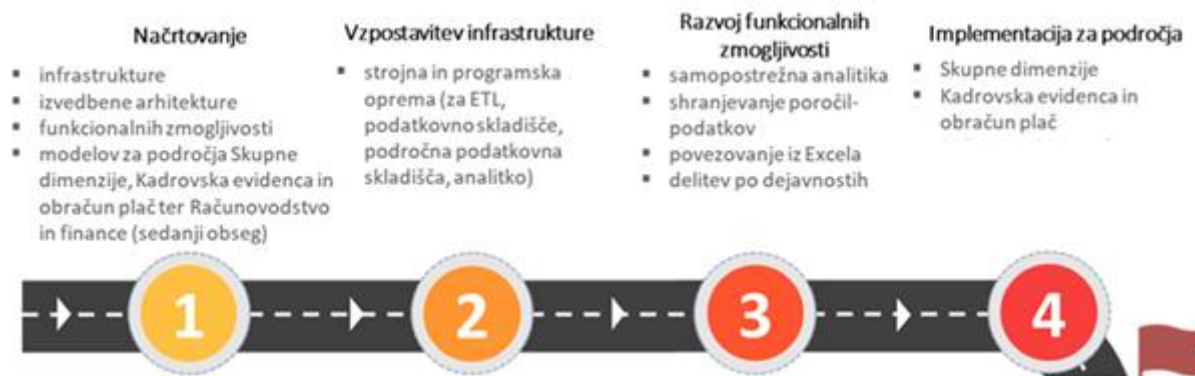 Načrtovanje
▪ infrastrukture
▪ izvedbene arhitekture
▪ funkcionalnih zmogljivosti
▪ modelov za področja Skupne
dimenzije, Kadrovska evidenca in
obračun plač ter Računovodstvo
in finance (sedanji obseg)
Vzpostavitev infrastrukture
▪ strojna in programska
oprema (za ETL,
podatkovno skladišče,
področna podatkovna
skladišča, analitko)
Razvoj funkcionalnih
zmogljivosti
▪ samopostrežna analitika
▪ shranjevanje poročil-
podatkov
▪ povezovanje iz Excela
▪ delitev po dejavnostih
Implementacija za področja
▪ Skupne dimenzije
▪ Kadrovska evidenca in
obračun plač
1
2
3
4